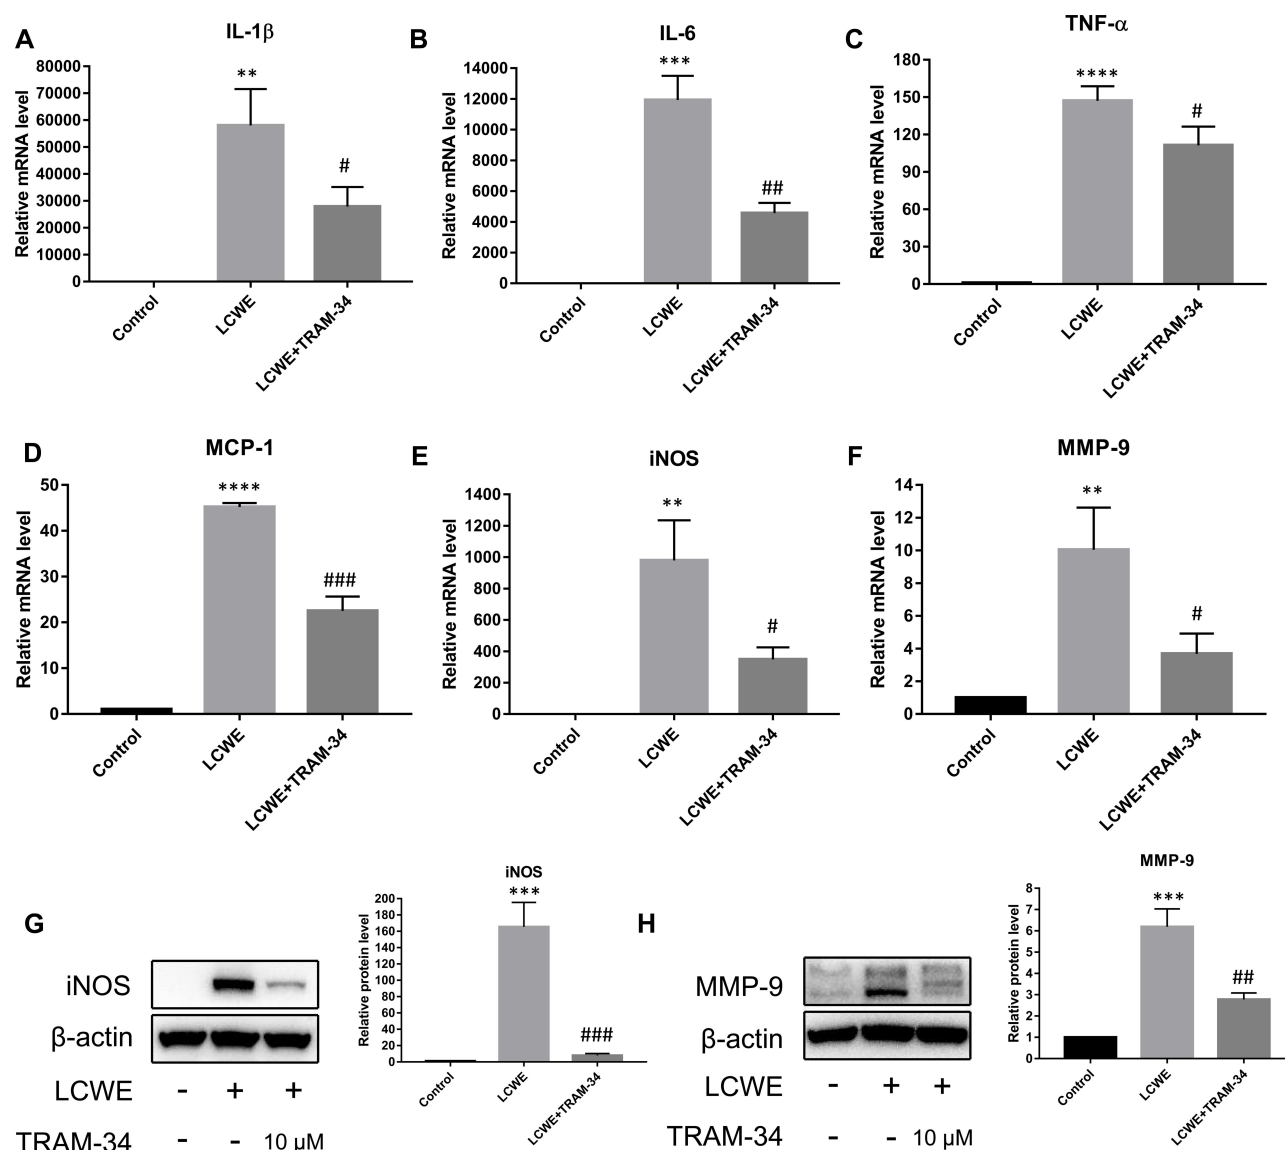 A
IL-1β
Relative mRNA level
80000
70000
60000
50000
40000
30000
20000
10000
0
**
#
Control
LCWE
LCWE+TRAM-34
B
IL-6
Relative mRNA level
14000
12000
10000
8000
6000
4000
2000
0
***
##
Control
LCWE
LCWE+TRAM-34
C
TNF-α
Relative mRNA level
180
150
120
90
60
30
0
****
#
Control
LCWE
LCWE+TRAM-34
D
MCP-1
Relative mRNA level
50
40
30
20
10
0
****
###
Control
LCWE
LCWE+TRAM-34
E
iNOS
Relative mRNA level
1400
1200
1000
800
600
400
200
0
**
#
Control
LCWE
LCWE+TRAM-34
F
MMP-9
Relative mRNA level
14
12
10
8
6
4
2
0
**
#
Control
LCWE
LCWE+TRAM-34
G
iNOS
β-actin
LCWE - + +
TRAM-34 - - 10 μM
iNOS
Relative protein level
200
180
160
140
120
100
80
60
40
20
0
***
###
Control
LCWE
LCWE+TRAM-34
H
MMP-9
β-actin
LCWE - + +
TRAM-34 - - 10 μM
MMP-9
Relative protein level
8
7
6
5
4
3
2
1
0
***
##
Control
LCWE
LCWE+TRAM-34